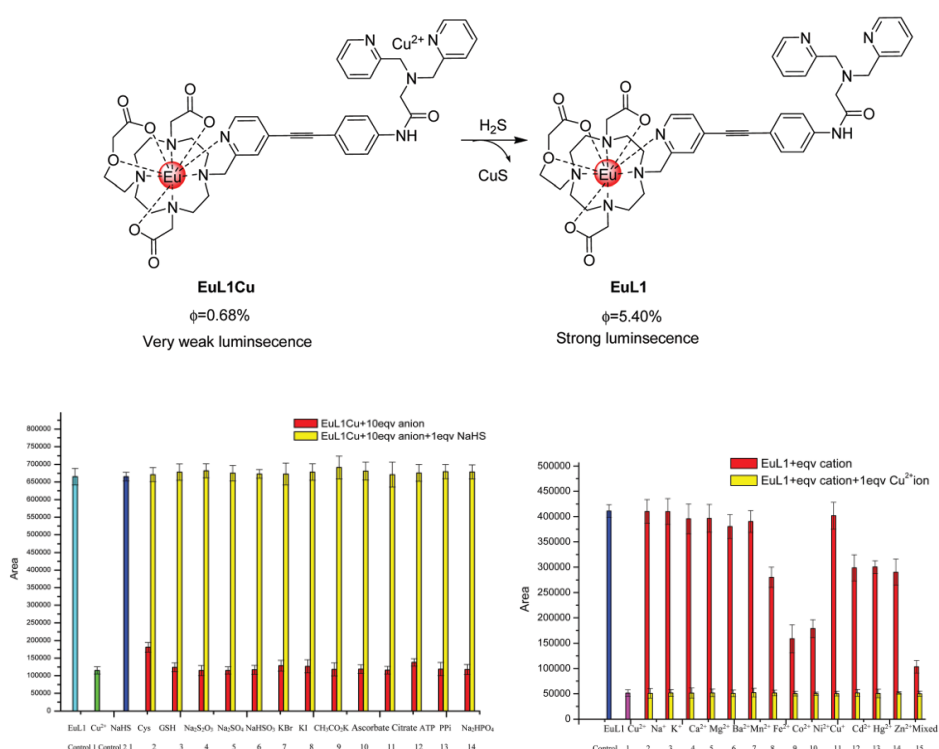 Cu²⁺
N
N
N
N
N
O
O
O
O
O
O
N
N
N
N
N
Eu
NH
H₂S
CuS
O
O
O
O
O
O
N
N
N
N
N
Eu
NH
EuL1Cu
EuL1
ϕ=0.68%
ϕ=5.40%
Very weak luminsecence
Strong luminsecence
EuL1Cu+10eqv anion
EuL1Cu+10eqv anion+1eqv NaHS
800000
750000
700000
650000
600000
550000
500000
450000
400000
350000
300000
250000
200000
150000
100000
50000
0
Area
EuL1 Cu²⁺ NaHS Cys GSH Na₂S₂O₃ Na₂SO₄ NaHSO₃ KBr KI CH₃CO₂K Ascorbate Citrate ATP PPi Na₂HPO₄
Control 1 Control 2 1 2 3 4 5 6 7 8 9 10 11 12 13 14
EuL1+eqv cation
EuL1+eqv cation+1eqv Cu²⁺ion
500000
450000
400000
350000
300000
250000
200000
150000
100000
50000
0
Area
EuL1 Cu²⁺ Na⁺ K⁺ Ca²⁺ Mg²⁺ Ba²⁺ Mn²⁺ Fe²⁺ Co²⁺ Ni²⁺ Cu⁺ Cd²⁺ Hg²⁺ Zn²⁺ Mixed
Control 1 2 3 4 5 6 7 8 9 10 11 12 13 14 15